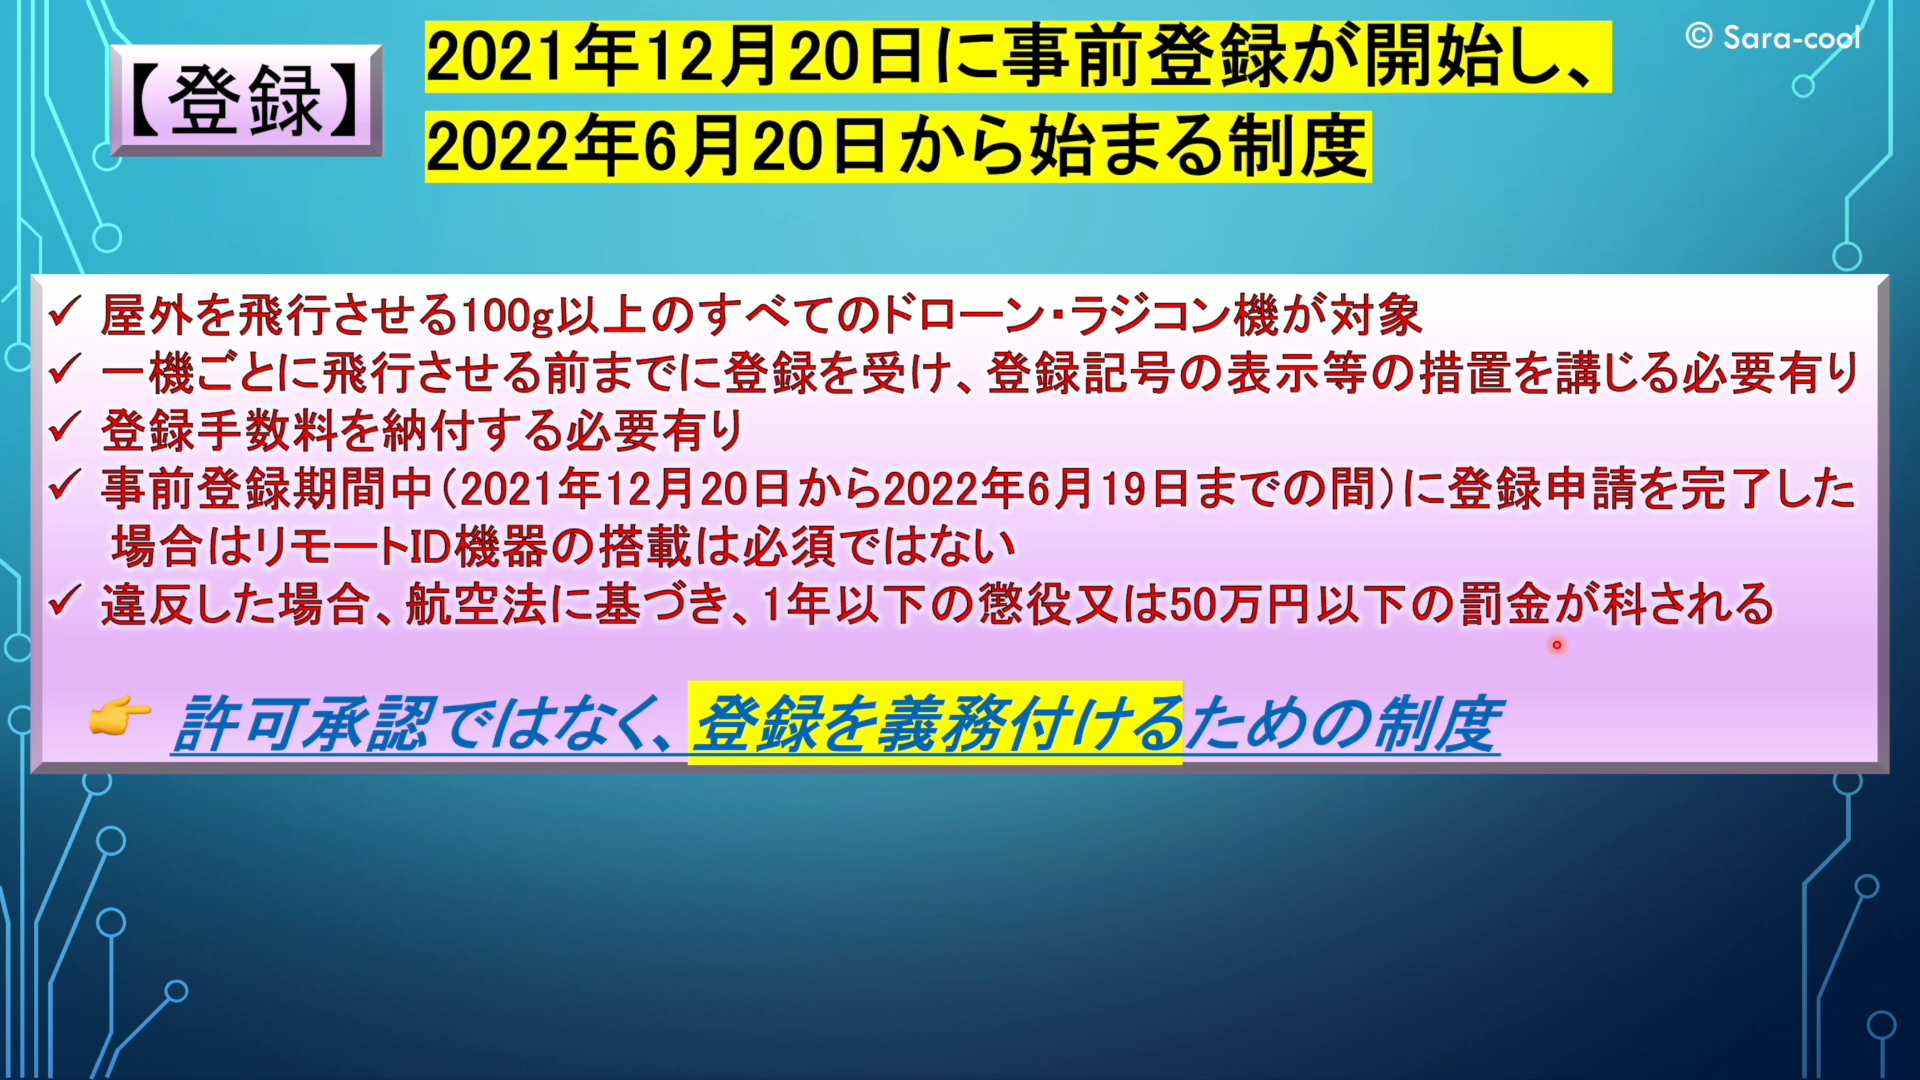 © Sara-cool
【登録】
2021年12月20日に事前登録が開始し、
2022年6月20日から始まる制度
✓ 屋外を飛行させる100g以上のすべてのドローン・ラジコン機が対象
✓ 一機ごとに飛行させる前までに登録を受け、登録記号の表示等の措置を講じる必要有り
✓ 登録手数料を納付する必要有り
✓ 事前登録期間中（2021年12月20日から2022年6月19日までの間）に登録申請を完了した
場合はリモートID機器の搭載は必須ではない
✓ 違反した場合、航空法に基づき、1年以下の懲役又は50万円以下の罰金が科される
👉 許可承認ではなく、登録を義務付けるための制度